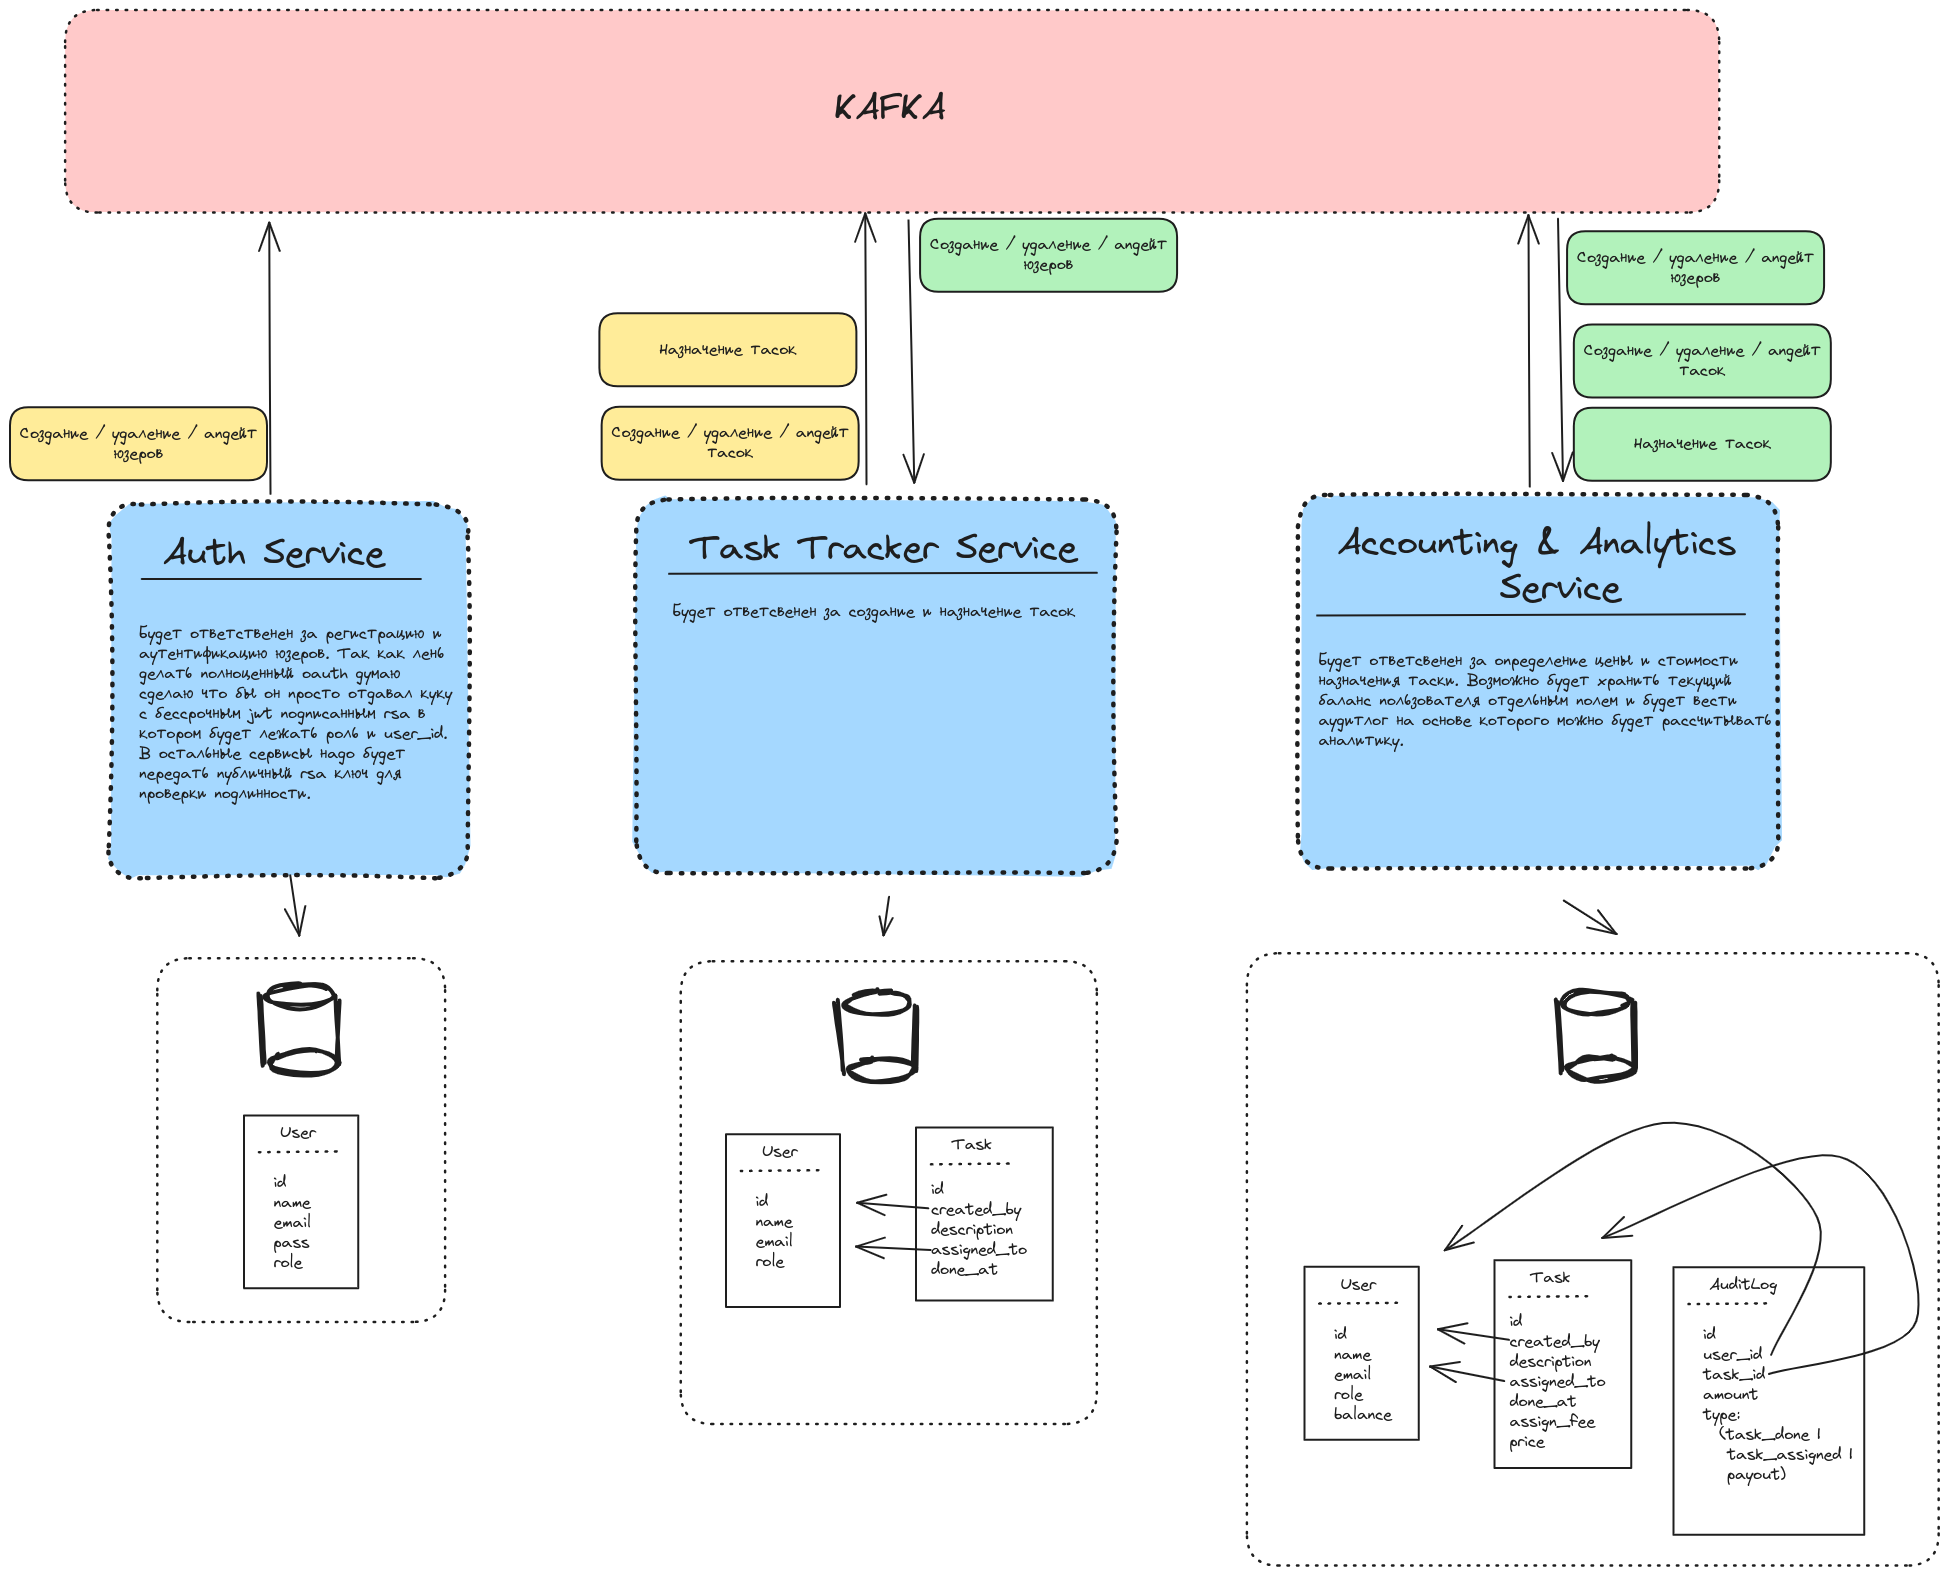 KAFKA
Создание / удаление / апдейт
юзеров
Назначение тасок
Создание / удаление / апдейт
тасок
Создание / удаление / апдейт
юзеров
Создание / удаление / апдейт
юзеров
Создание / удаление / апдейт
тасок
Назначение тасок
Auth Service
Будет ответственен за регистрацию и
аутентификацию юзеров. Так как лень
делать полноценный oauth думаю
сделаю что бы он просто отдавал куку
с бессрочным jwt подписанным rsa в
котором будет лежать роль и user_id.
В остальные сервисы надо будет
передать публичный rsa ключ для
проверки подлинности.
Task Tracker Service
Будет ответсвенен за создание и назначение тасок
Accounting & Analytics
Service
Будет ответсвенен за определение цены и стоимости
назначения таски. Возможно будет хранить текущий
баланс пользователя отдельным полем и будет вести
аудитлог на основе которого можно будет рассчитывать
аналитику.
User
id
name
email
pass
role
User
id
name
email
role
Task
id
created_by
description
assigned_to
done_at
User
id
name
email
role
balance
Task
id
created_by
description
assigned_to
done_at
assign_fee
price
AuditLog
id
user_id
task_id
amount
type:
(task_done |
task_assigned |
payout)